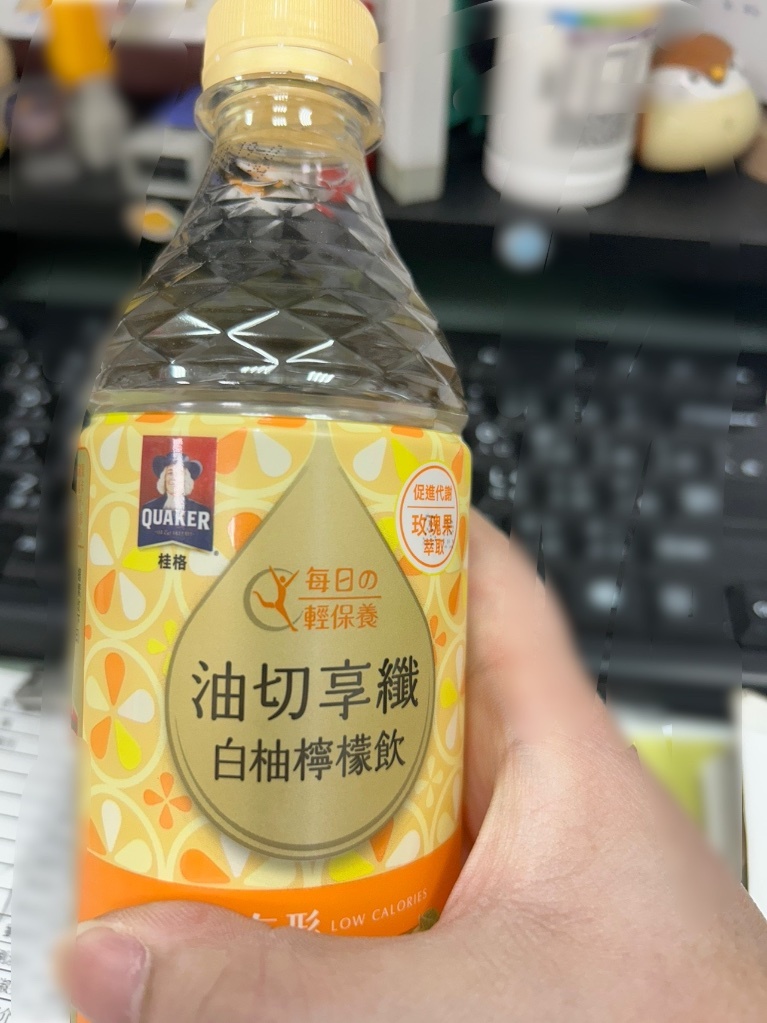 QUAKER
桂格
促進代謝
玫瑰果
萃取
每日の
輕保養
油切享纖
白柚檸檬飲
LOW CALORIES